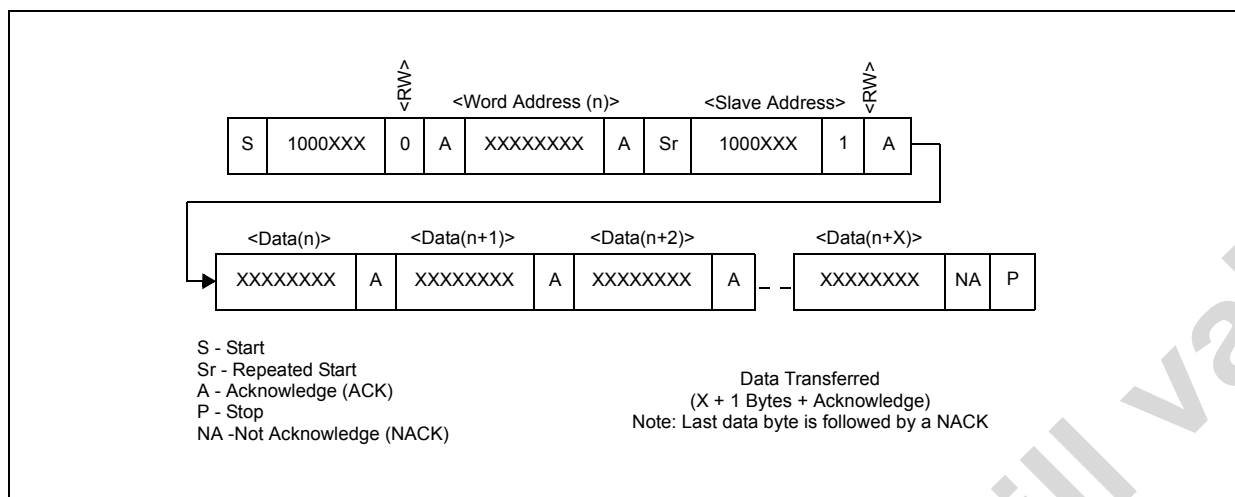 <RW>
<Word Address (n)>
<Slave Address>
<RW>
S 1000XXX 0 A XXXXXXXX A Sr 1000XXX 1 A
<Data(n)> <Data(n+1)> <Data(n+2)> <Data(n+X)>
XXXXXXXX A XXXXXXXX A XXXXXXXX A XXXXXXXX NA P
S - Start
Sr - Repeated Start
A - Acknowledge (ACK)
P - Stop
NA -Not Acknowledge (NACK)
Data Transferred
(X + 1 Bytes + Acknowledge)
Note: Last data byte is followed by a NACK